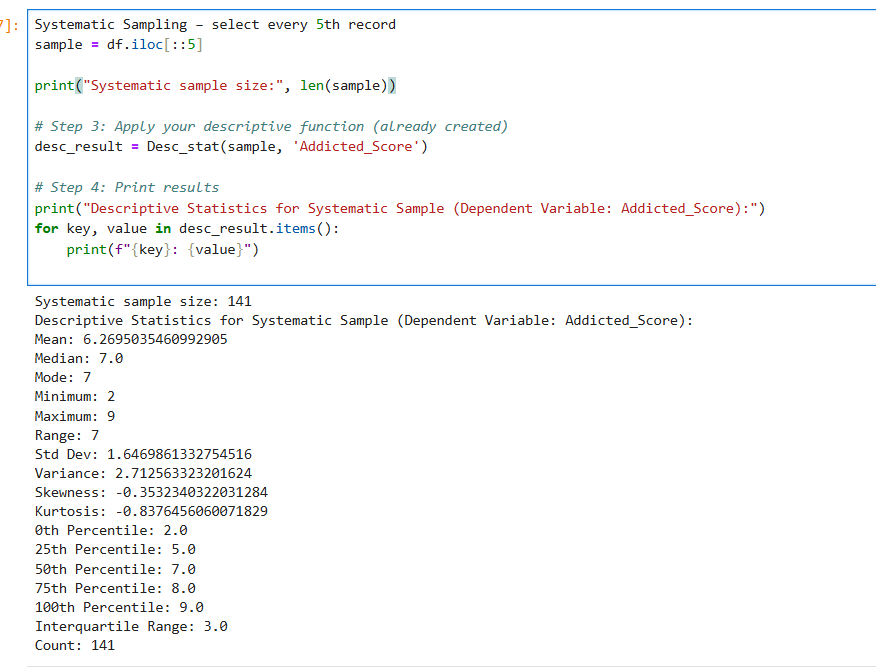 7]:
Systematic Sampling – select every 5th record
sample = df.iloc[::5]
print("Systematic sample size:", len(sample))
# Step 3: Apply your descriptive function (already created)
desc_result = Desc_stat(sample, 'Addicted_Score')
# Step 4: Print results
print("Descriptive Statistics for Systematic Sample (Dependent Variable: Addicted_Score):")
for key, value in desc_result.items():
    print(f"{key}: {value}")
Systematic sample size: 141
Descriptive Statistics for Systematic Sample (Dependent Variable: Addicted_Score):
Mean: 6.2695035460992905
Median: 7.0
Mode: 7
Minimum: 2
Maximum: 9
Range: 7
Std Dev: 1.6469861332754516
Variance: 2.712563323201624
Skewness: -0.3532340322031284
Kurtosis: -0.8376456060071829
0th Percentile: 2.0
25th Percentile: 5.0
50th Percentile: 7.0
75th Percentile: 8.0
100th Percentile: 9.0
Interquartile Range: 3.0
Count: 141